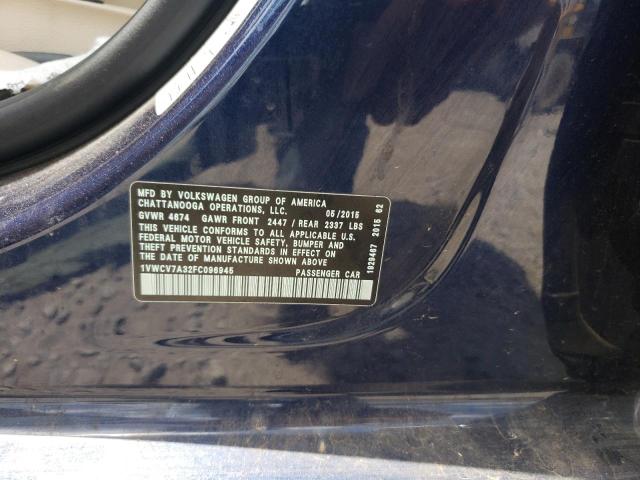 MFD BY VOLKSWAGEN GROUP OF AMERICA
CHATTANOOGA OPERATIONS, LLC. 05/2015
GVWR 4674 GAWR FRONT 2447 / REAR 2337 LBS
THIS VEHICLE CONFORMS TO ALL APPLICABLE U.S.
FEDERAL MOTOR VEHICLE SAFETY, BUMPER AND
THEFT PREVENTION STANDARDS IN EFFECT ON
THE DATE OF MANUFACTURE SHOWN ABOVE.
1VWCV7A32FC096945 PASSENGER CAR
1929467 2015 62